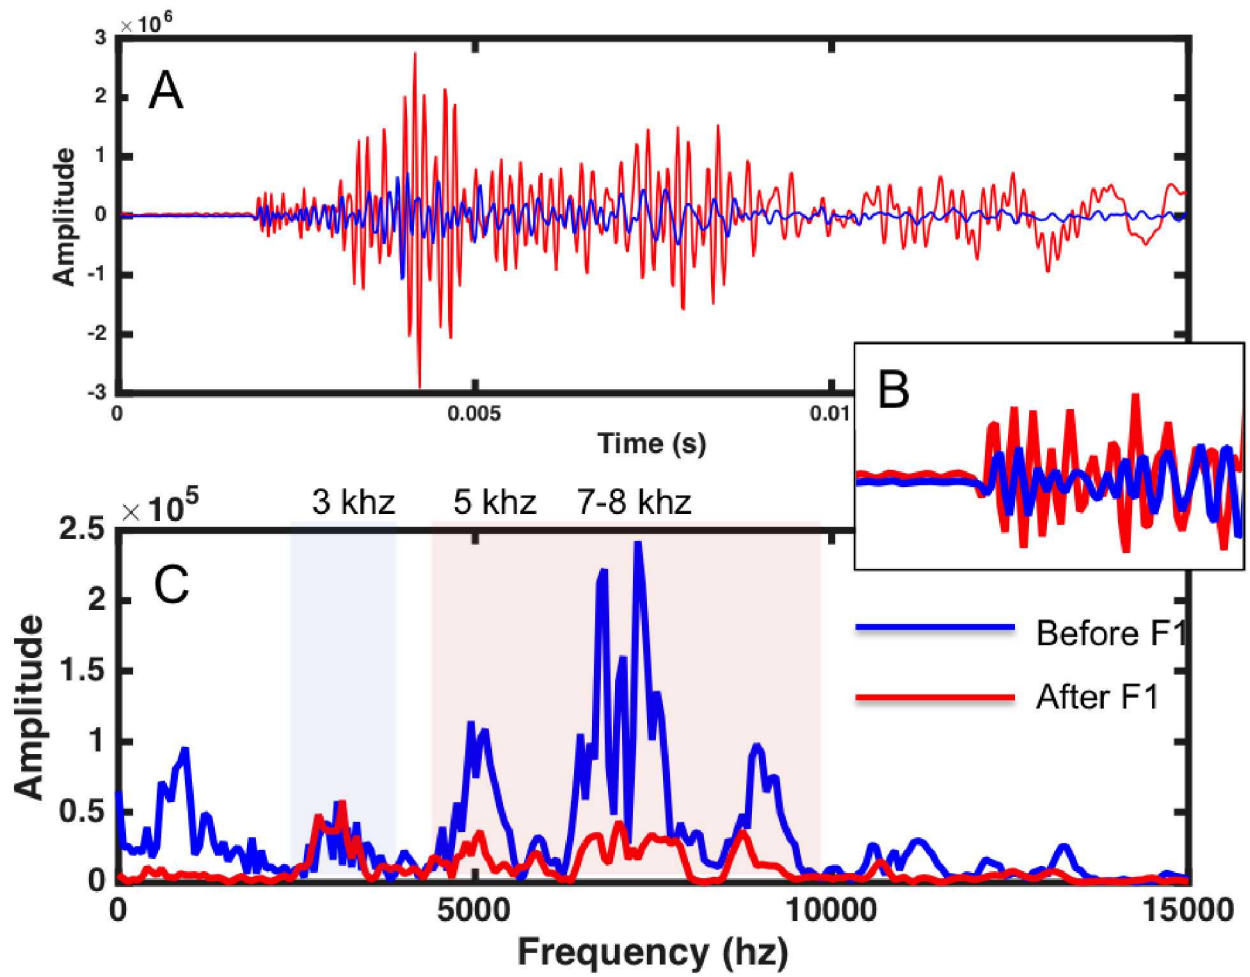 × 10⁶
3
A
2
1
0
-1
-2
-3
Amplitude
0
0.005
0.01
Time (s)
B
× 10⁵
3 khz
5 khz
7-8 khz
2.5
C
2
1.5
1
0.5
0
Amplitude
Before F1
After F1
0
5000
10000
15000
Frequency (hz)